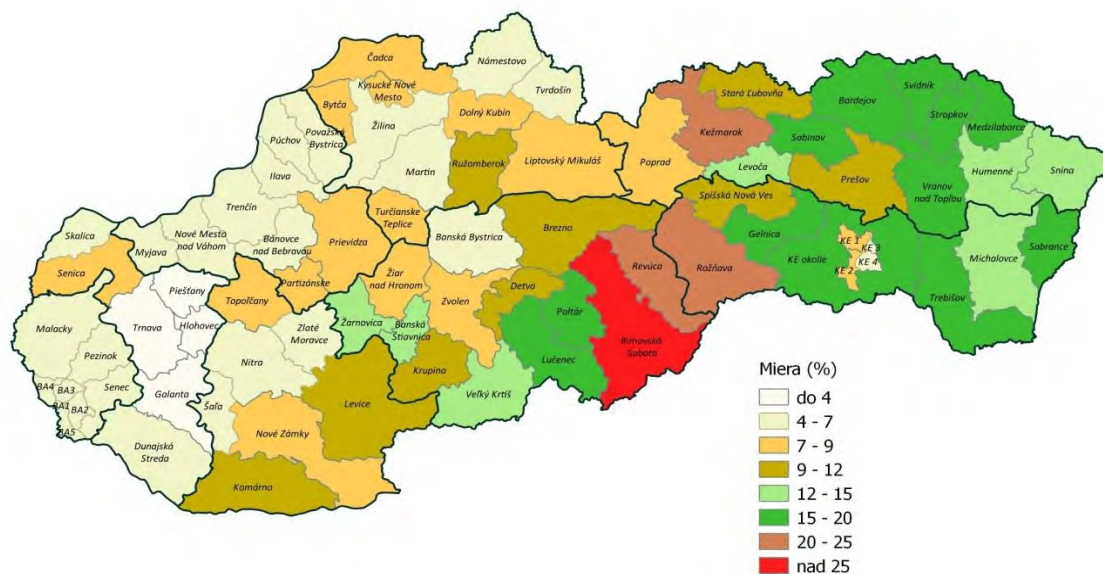 Čadca
Námestovo
Tvrdošín
Kysucké Nové
Mesto
Bytča
Dolný Kubín
Žilina
Považská
Bystrica
Púchov
Ilava
Martin
Ružomberok
Liptovský Mikuláš
Poprad
Kežmarok
Stará Ľubovňa
Bardejov
Svidník
Stropkov
Medzilaborce
Sabinov
Levoča
Prešov
Humenné
Snina
Vranov
nad Topľou
Spišská Nová Ves
Gelnica
KE okolie
KE 1
KE 3
KE 4
KE 2
Michalovce
Sobrance
Trebišov
Trenčín
Turčianske
Teplice
Banská Bystrica
Brezno
Revúca
Rožňava
Skalica
Myjava
Nové Mesto
nad Váhom
Bánovce
nad Bebravou
Prievidza
Senica
Piešťany
Topoľčany
Partizánske
Žiar
nad Hronom
Zvolen
Detva
Poltár
Rimavská
Sobota
Malacky
Trnava
Hlohovec
Zlaté
Moravce
Žarnovica
Banská
Štiavnica
Lučenec
Pezinok
Nitra
Krupina
Veľký Krtíš
Senec
Galanta
Šaľa
Levice
BA4
BA3
BA1
BA2
BA5
Dunajská
Streda
Nové Zámky
Komárno
Miera (%)
do 4
4 - 7
7 - 9
9 - 12
12 - 15
15 - 20
20 - 25
nad 25